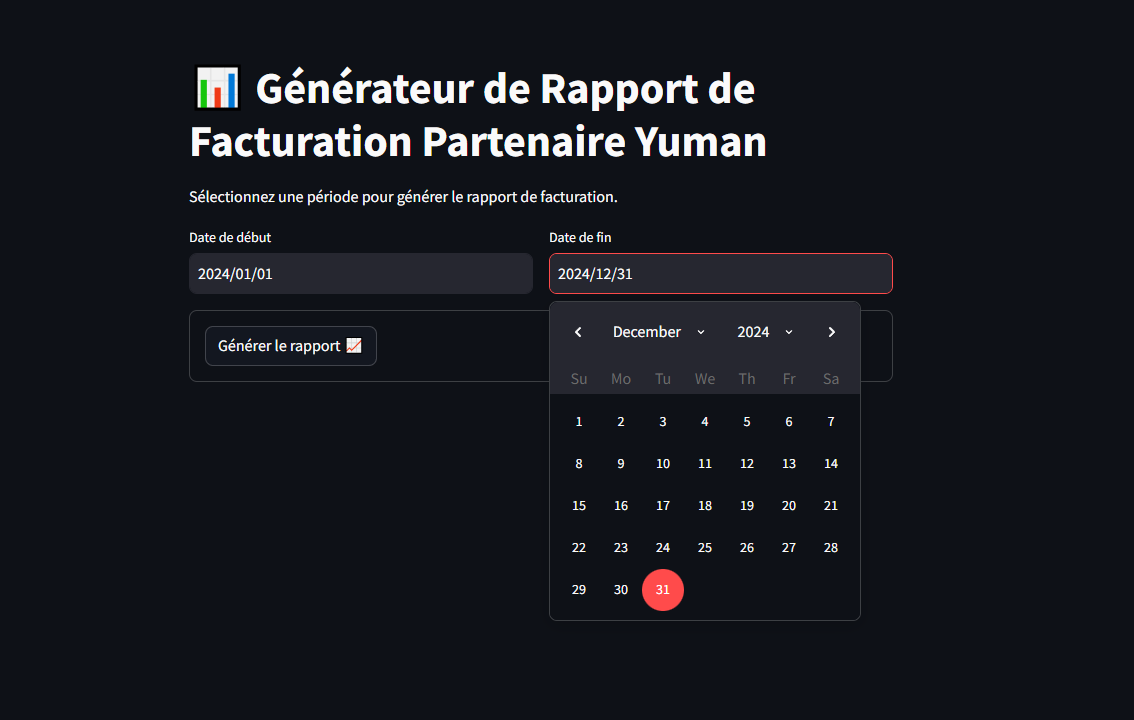 Générateur de Rapport de
Facturation Partenaire Yuman
Sélectionnez une période pour générer le rapport de facturation.
Date de début
Date de fin
2024/01/01
2024/12/31
Générer le rapport
December 2024
Su Mo Tu We Th Fr Sa
1 2 3 4 5 6 7
8 9 10 11 12 13 14
15 16 17 18 19 20 21
22 23 24 25 26 27 28
29 30 31